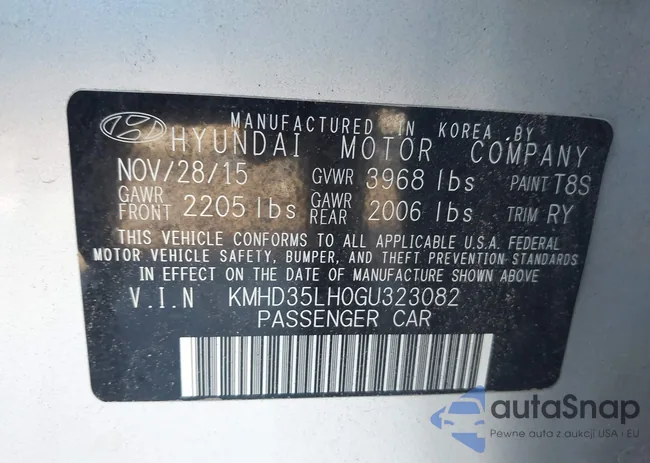 MANUFACTURED IN KOREA BY
HYUNDAI MOTOR COMPANY
NOV/28/15 GVWR 3968 lbs PAINT T8S
GAWR FRONT 2205 lbs GAWR REAR 2006 lbs TRIM RY
THIS VEHICLE CONFORMS TO ALL APPLICABLE U.S.A. FEDERAL
MOTOR VEHICLE SAFETY, BUMPER, AND THEFT PREVENTION STANDARDS
IN EFFECT ON THE DATE OF MANUFACTURE SHOWN ABOVE
V.I.N KMHD35LH0GU323082
PASSENGER CAR
autaSnap
Pewne auta z aukcji USA i EU